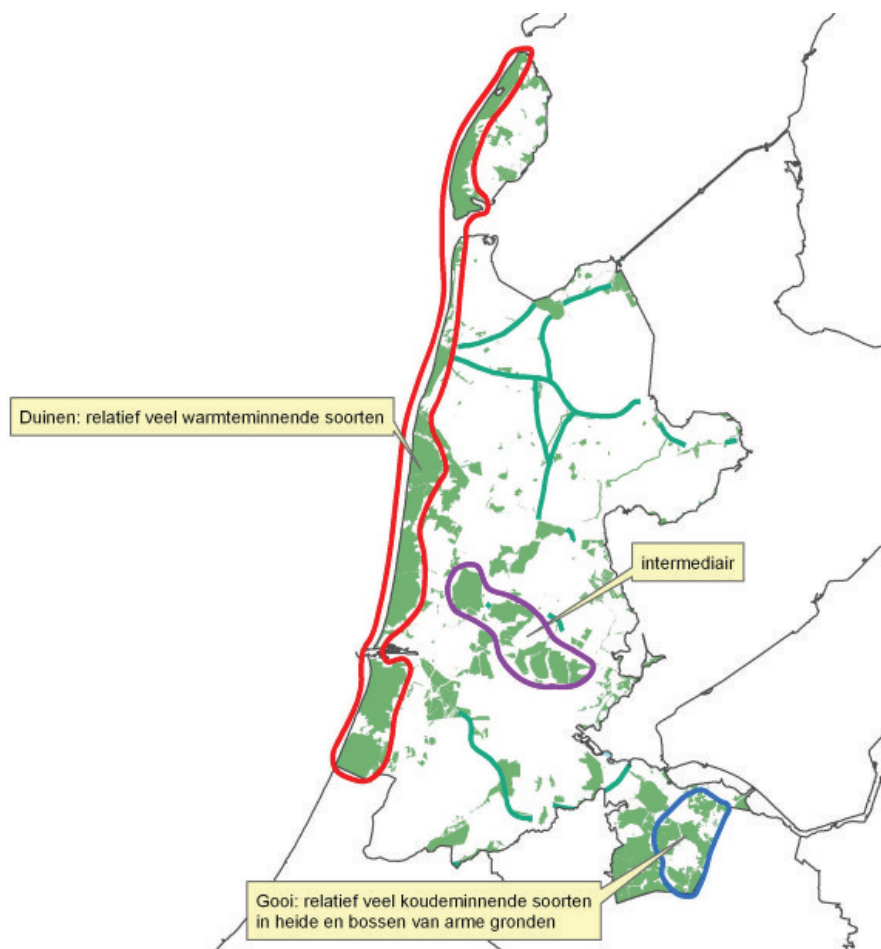 Duinen: relatief veel warmteminnende soorten
intermediair
Gooi: relatief veel koudeminnende soorten
in heide en bossen van arme gronden